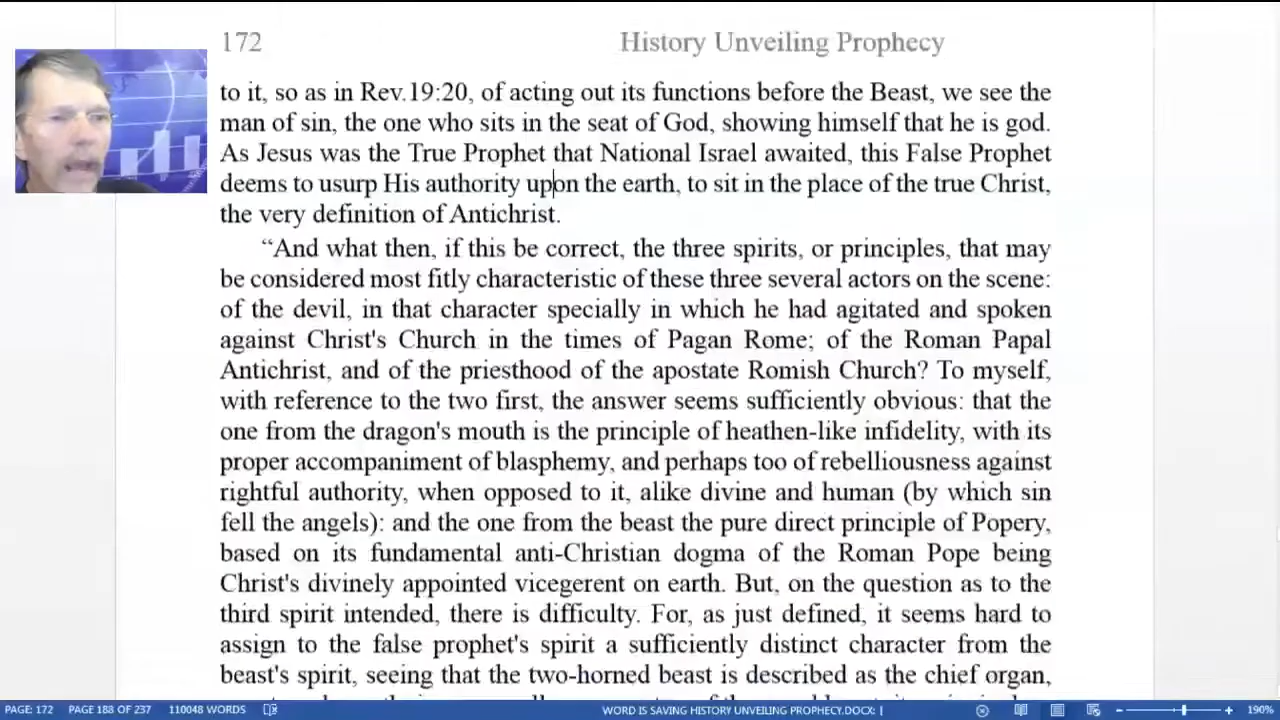 172 History Unveiling Prophecy
to it, so as in Rev.19:20, of acting out its functions before the Beast, we see the
man of sin, the one who sits in the seat of God, showing himself that he is god.
As Jesus was the True Prophet that National Israel awaited, this False Prophet
deems to usurp His authority upon the earth, to sit in the place of the true Christ,
the very definition of Antichrist.
“And what then, if this be correct, the three spirits, or principles, that may
be considered most fitly characteristic of these three several actors on the scene:
of the devil, in that character specially in which he had agitated and spoken
against Christ's Church in the times of Pagan Rome; of the Roman Papal
Antichrist, and of the priesthood of the apostate Romish Church? To myself,
with reference to the two first, the answer seems sufficiently obvious: that the
one from the dragon's mouth is the principle of heathen-like infidelity, with its
proper accompaniment of blasphemy, and perhaps too of rebelliousness against
rightful authority, when opposed to it, alike divine and human (by which sin
fell the angels): and the one from the beast the pure direct principle of Popery,
based on its fundamental anti-Christian dogma of the Roman Pope being
Christ's divinely appointed vicegerent on earth. But, on the question as to the
third spirit intended, there is difficulty. For, as just defined, it seems hard to
assign to the false prophet's spirit a sufficiently distinct character from the
beast's spirit, seeing that the two-horned beast is described as the chief organ,
PAGE: 172 PAGE 188 OF 237 110048 WORDS WORD IS SAVING HISTORY UNVEILING PROPHECY.DOCX: 190%